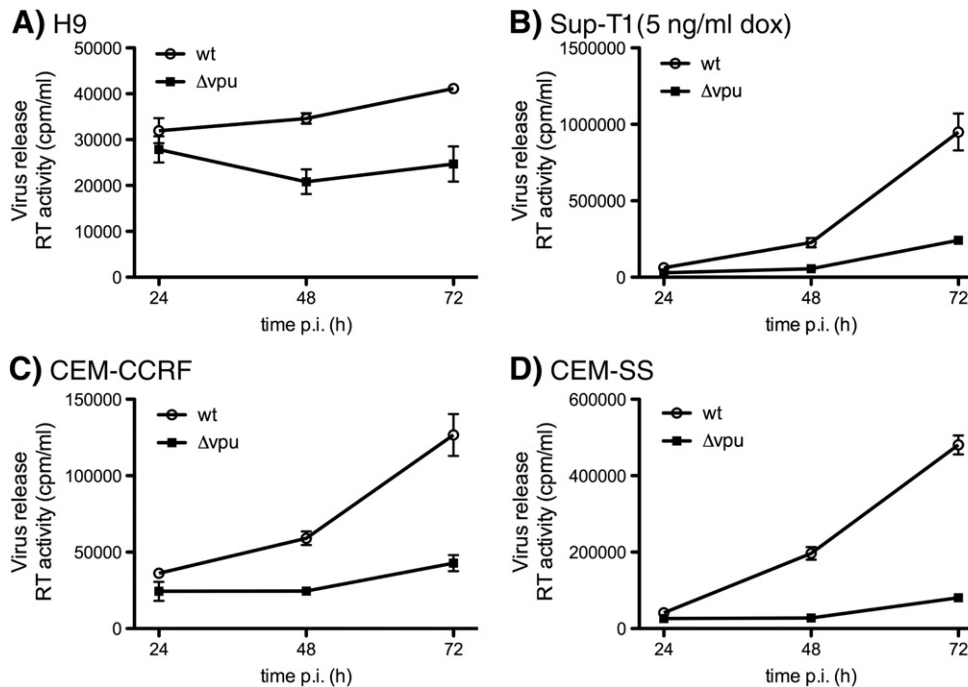 A) H9
Virus release
RT activity (cpm/ml)
50000
40000
30000
20000
10000
0
wt
Δvpu
24
48
72
time p.i. (h)
B) Sup-T1(5 ng/ml dox)
Virus release
RT activity (cpm/ml)
1500000
1000000
500000
0
wt
Δvpu
24
48
72
time p.i. (h)
C) CEM-CCRF
Virus release
RT activity (cpm/ml)
150000
100000
50000
0
wt
Δvpu
24
48
72
time p.i. (h)
D) CEM-SS
Virus release
RT activity (cpm/ml)
600000
400000
200000
0
wt
Δvpu
24
48
72
time p.i. (h)